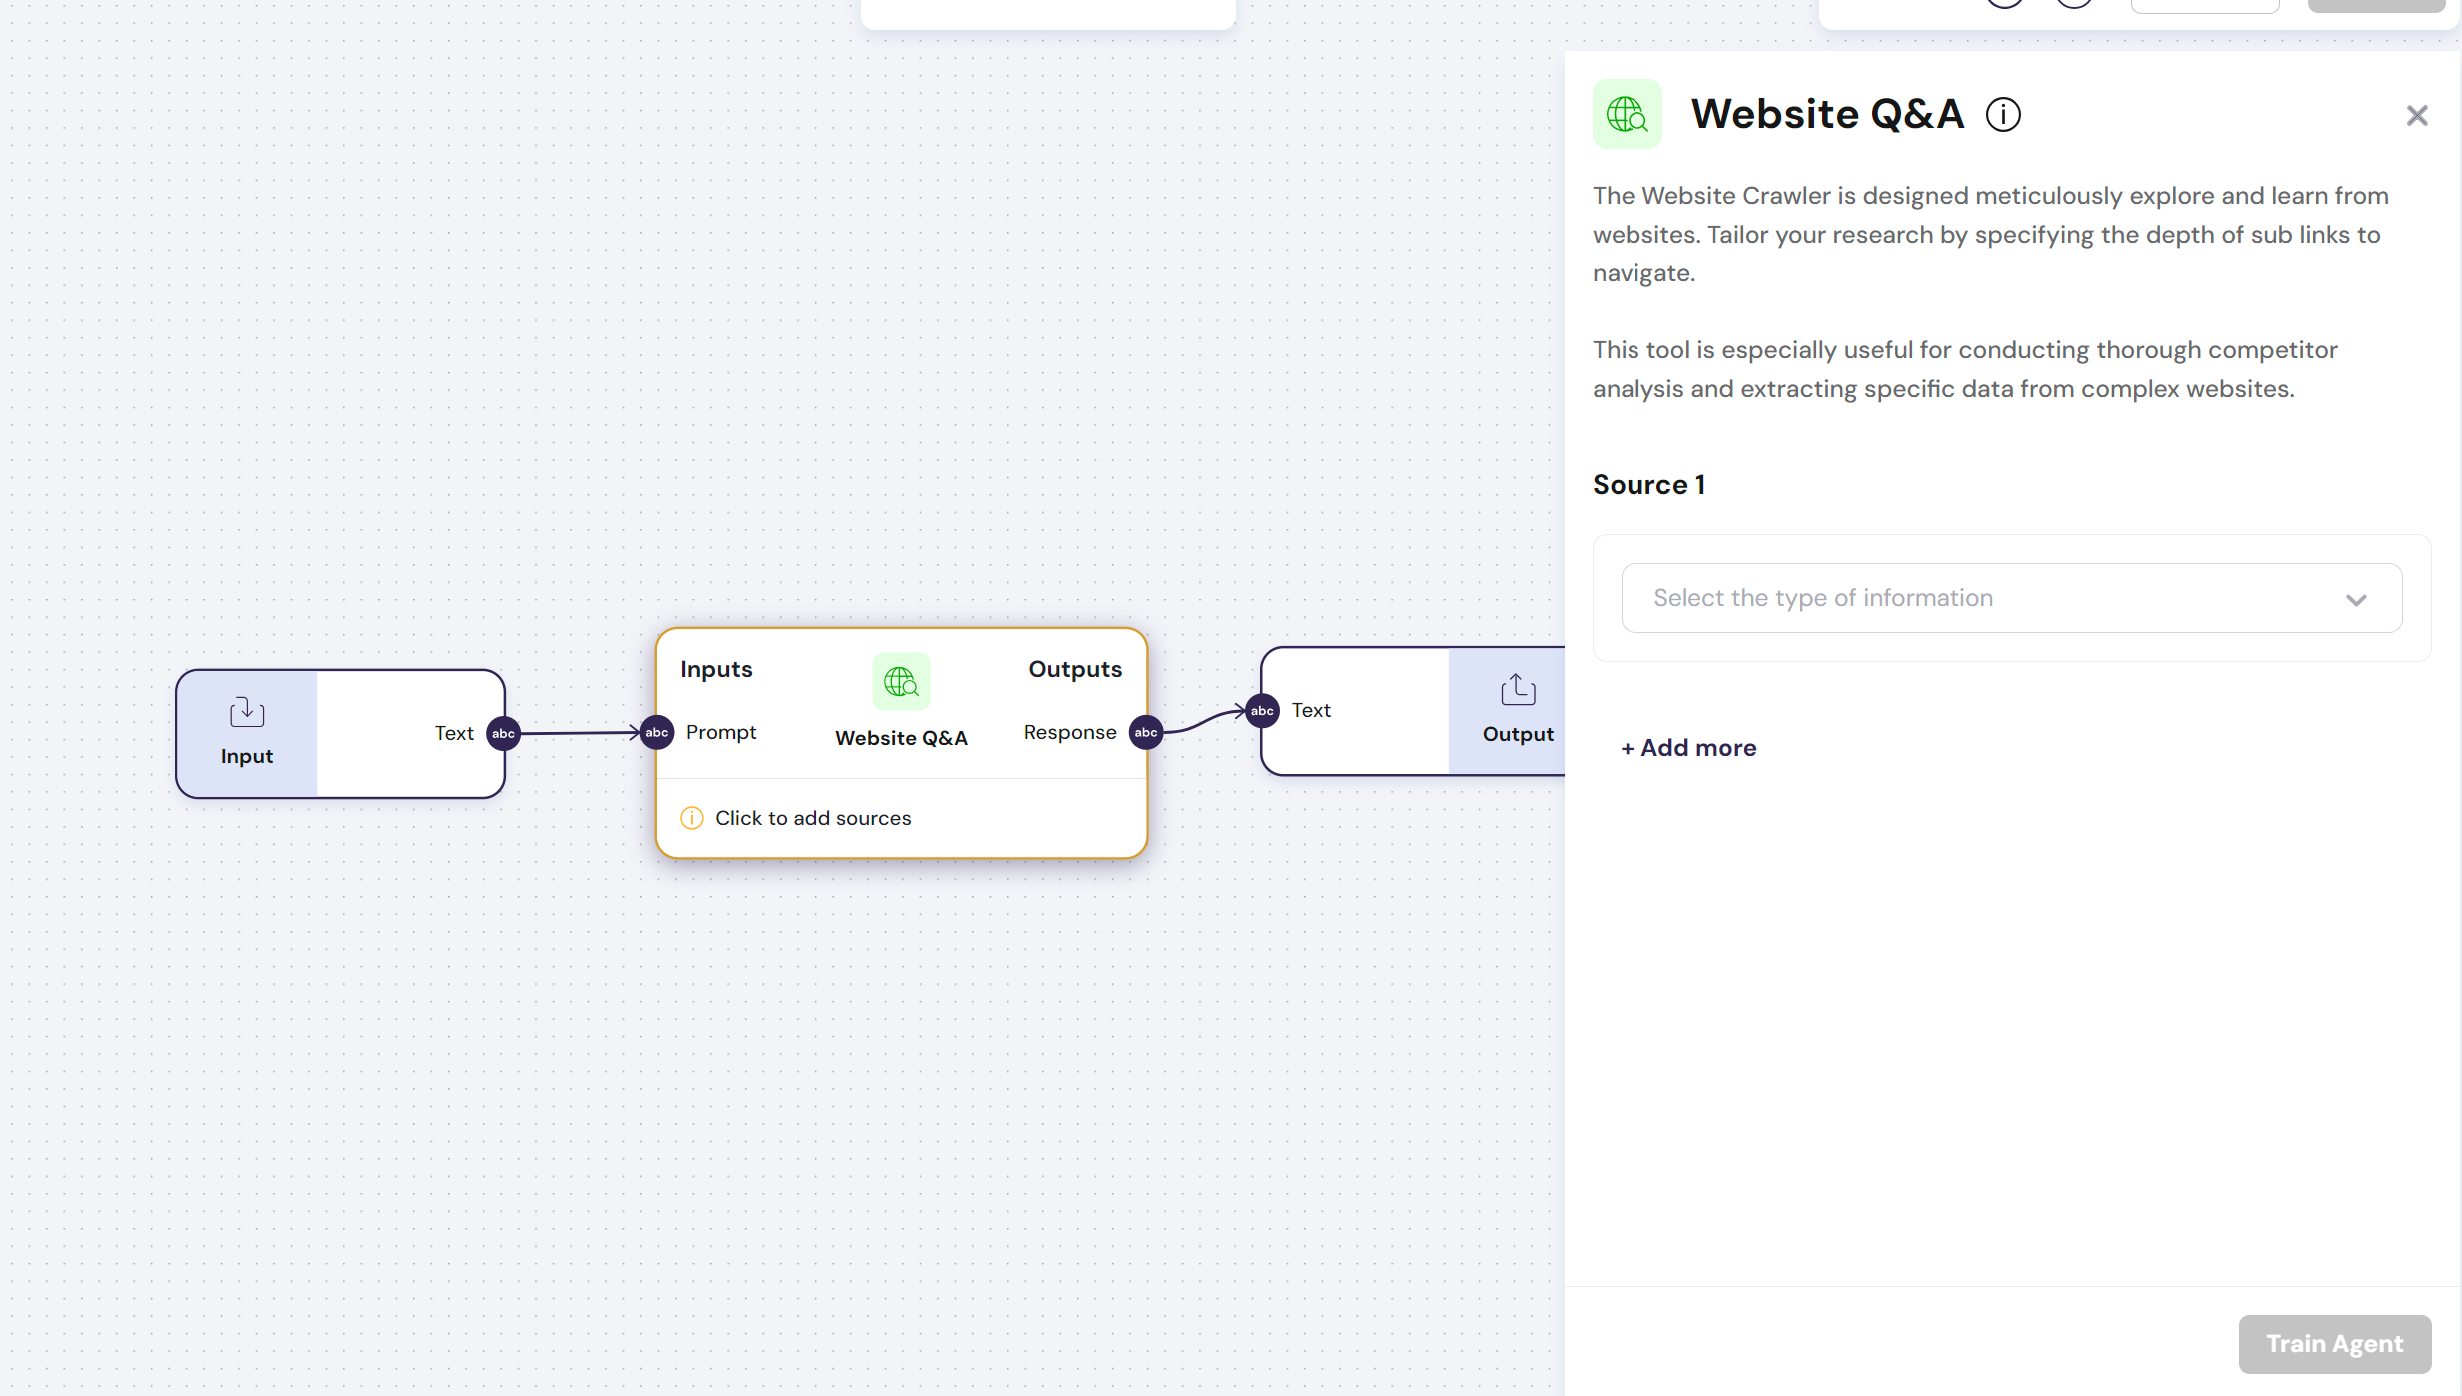 Website Q&A
The Website Crawler is designed meticulously explore and learn from
websites. Tailor your research by specifying the depth of sub links to
navigate.
This tool is especially useful for conducting thorough competitor
analysis and extracting specific data from complex websites.
Source 1
Select the type of information
+ Add more
Train Agent
Input
Text
abc
Inputs
Outputs
abc
Prompt
Website Q&A
Response
abc
Click to add sources
abc
Text
Output